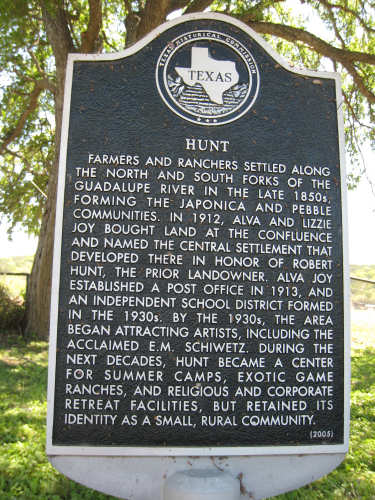 TEXAS HISTORICAL COMMISSION
TEXAS
HUNT
FARMERS AND RANCHERS SETTLED ALONG
THE NORTH AND SOUTH FORKS OF THE
GUADALUPE RIVER IN THE LATE 1850s,
FORMING THE JAPONICA AND PEBBLE
COMMUNITIES. IN 1912, ALVA AND LIZZIE
JOY BOUGHT LAND AT THE CONFLUENCE
AND NAMED THE CENTRAL SETTLEMENT THAT
DEVELOPED THERE IN HONOR OF ROBERT
HUNT, THE PRIOR LANDOWNER. ALVA JOY
ESTABLISHED A POST OFFICE IN 1913, AND
AN INDEPENDENT SCHOOL DISTRICT FORMED
IN THE 1930s. BY THE 1930s, THE AREA
BEGAN ATTRACTING ARTISTS, INCLUDING THE
ACCLAIMED E.M. SCHIWETZ. DURING THE
NEXT DECADES, HUNT BECAME A CENTER
FOR SUMMER CAMPS, EXOTIC GAME
RANCHES, AND RELIGIOUS AND CORPORATE
RETREAT FACILITIES, BUT RETAINED ITS
IDENTITY AS A SMALL, RURAL COMMUNITY.
(2005)